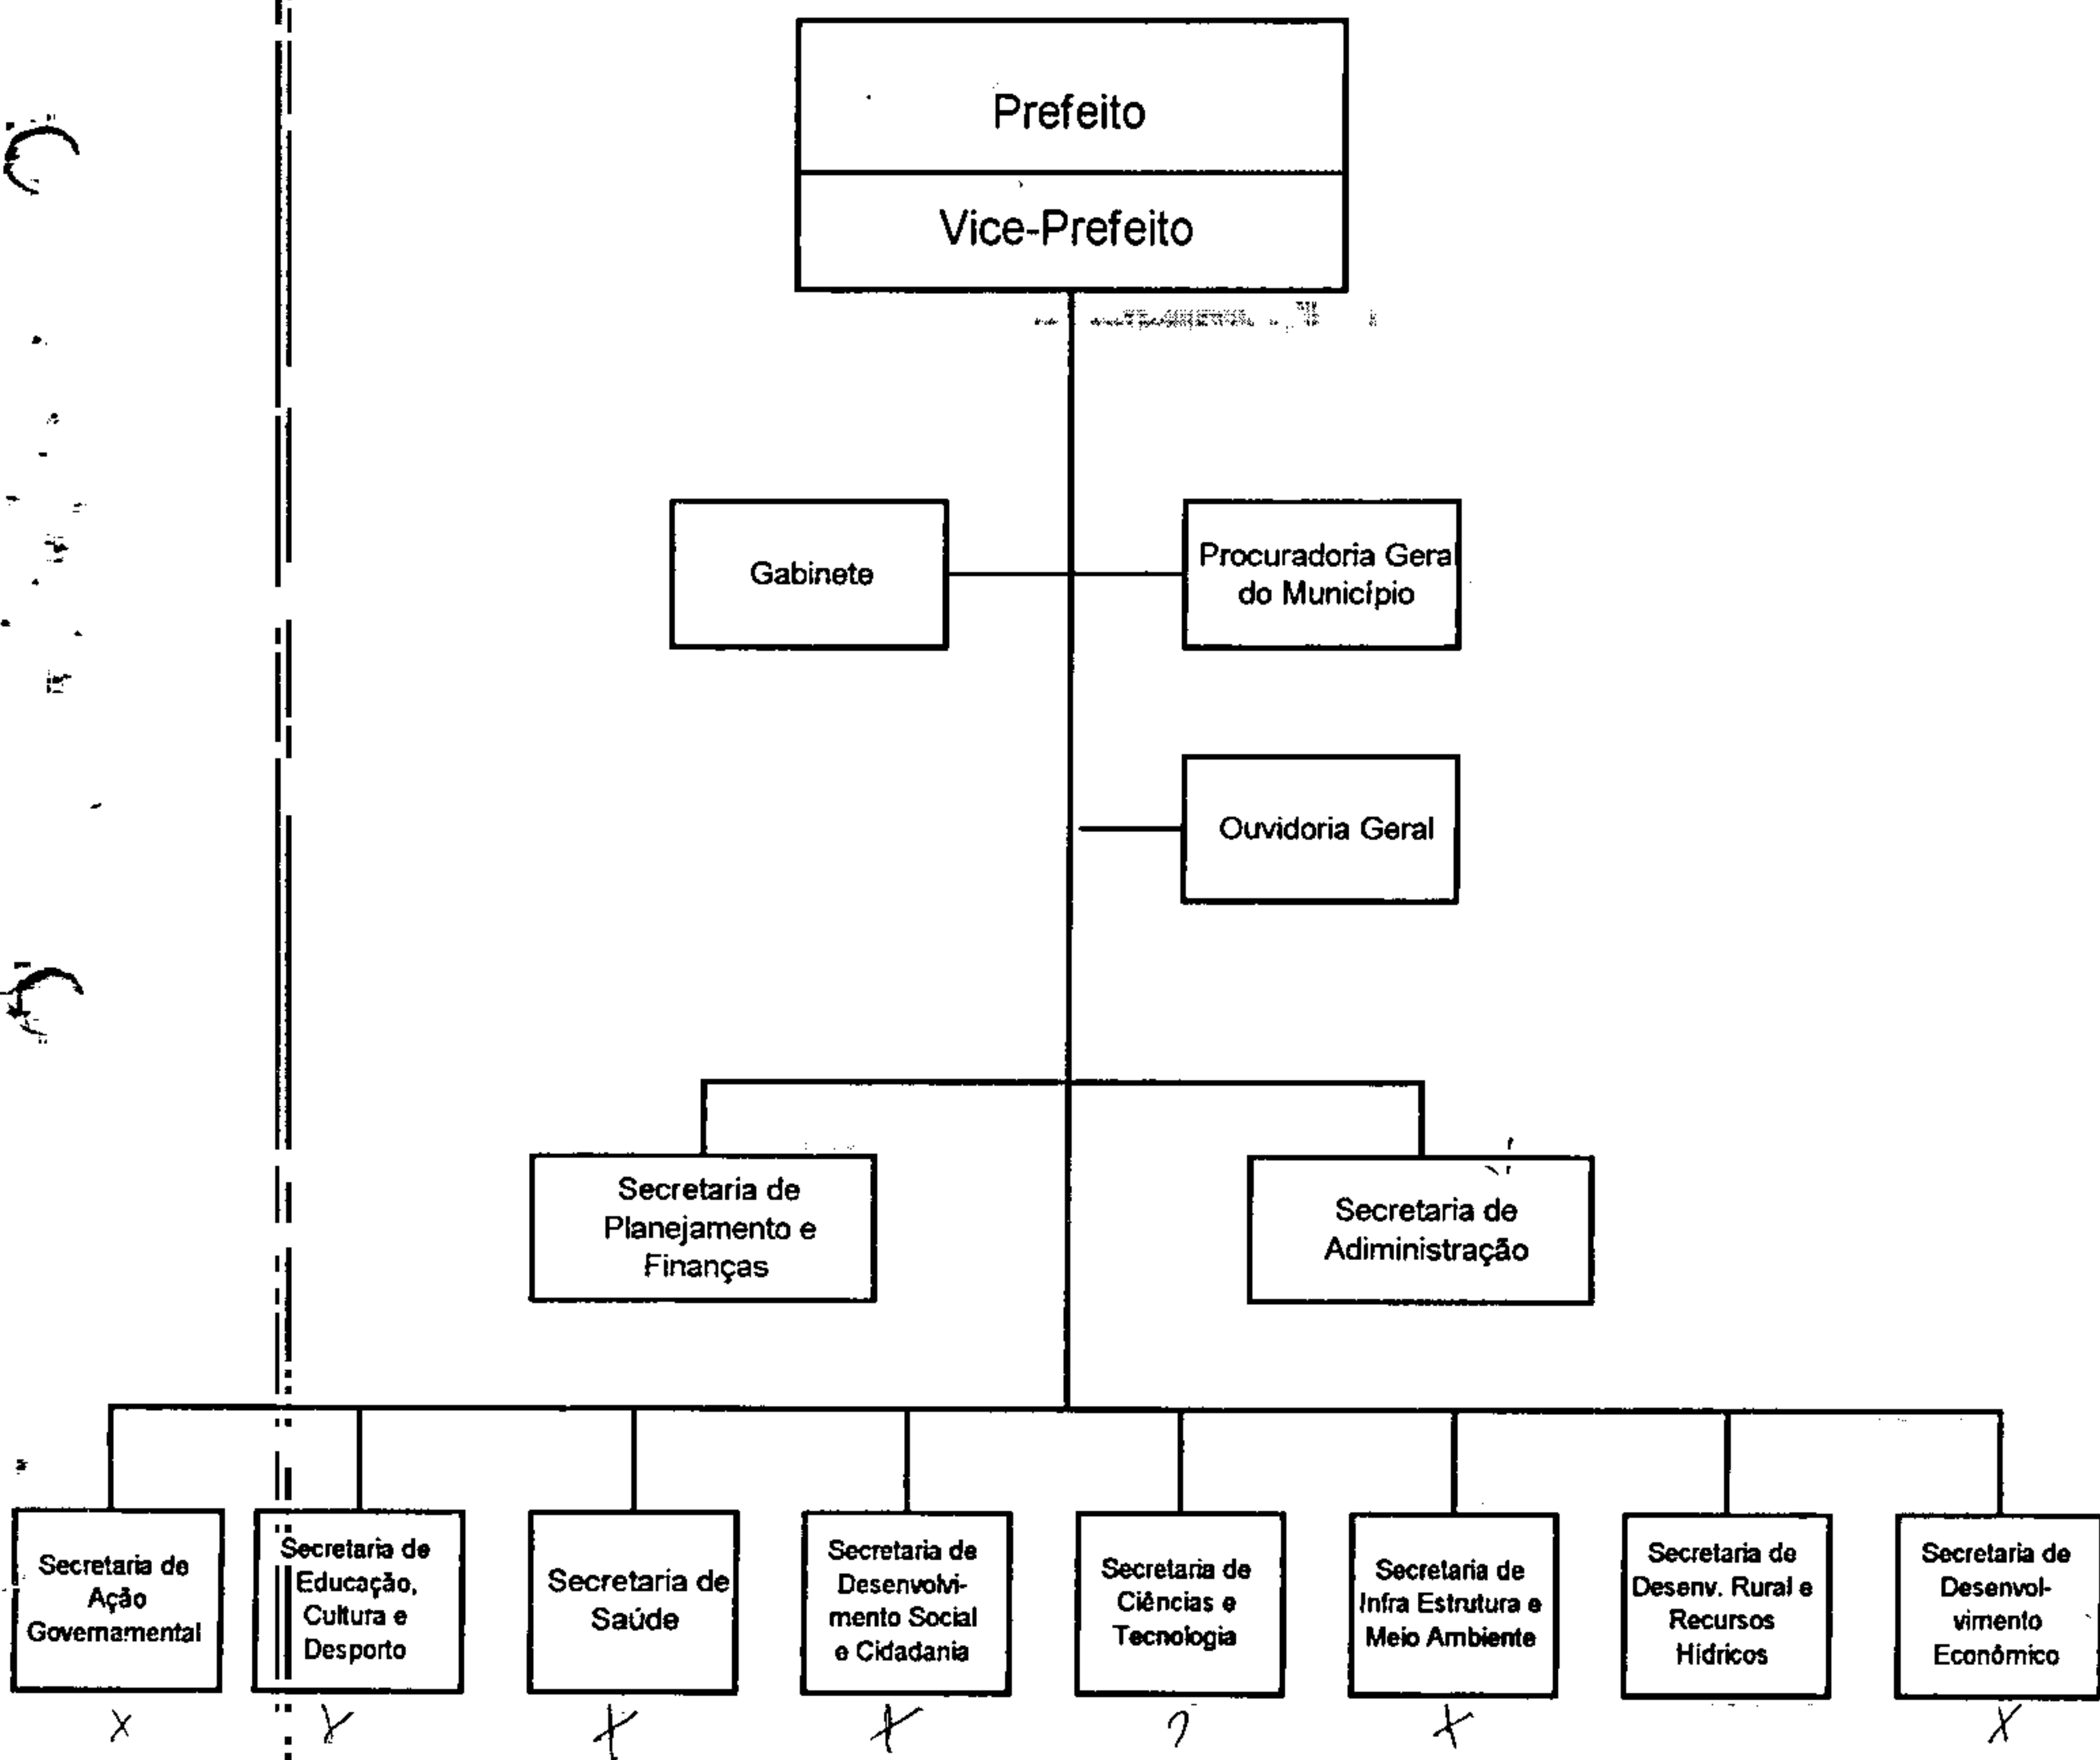 Prefeito
Vice-Prefeito
Gabinete
Procuradoria Geral
do Município
Ouvidoria Geral
Secretaria de
Planejamento e
Finanças
Secretaria de
Adiministração
Secretaria de
Ação
Governamental
Secretaria de
Educação,
Cultura e
Desporto
Secretaria de
Saúde
Secretaria de
Desenvolvi-
mento Social
e Cidadania
Secretaria de
Ciências e
Tecnologia
Secretaria de
Infra Estrutura e
Meio Ambiente
Secretaria de
Desenv. Rural e
Recursos
Hídricos
Secretaria de
Desenvol-
vimento
Econômico
X X X X ? X X